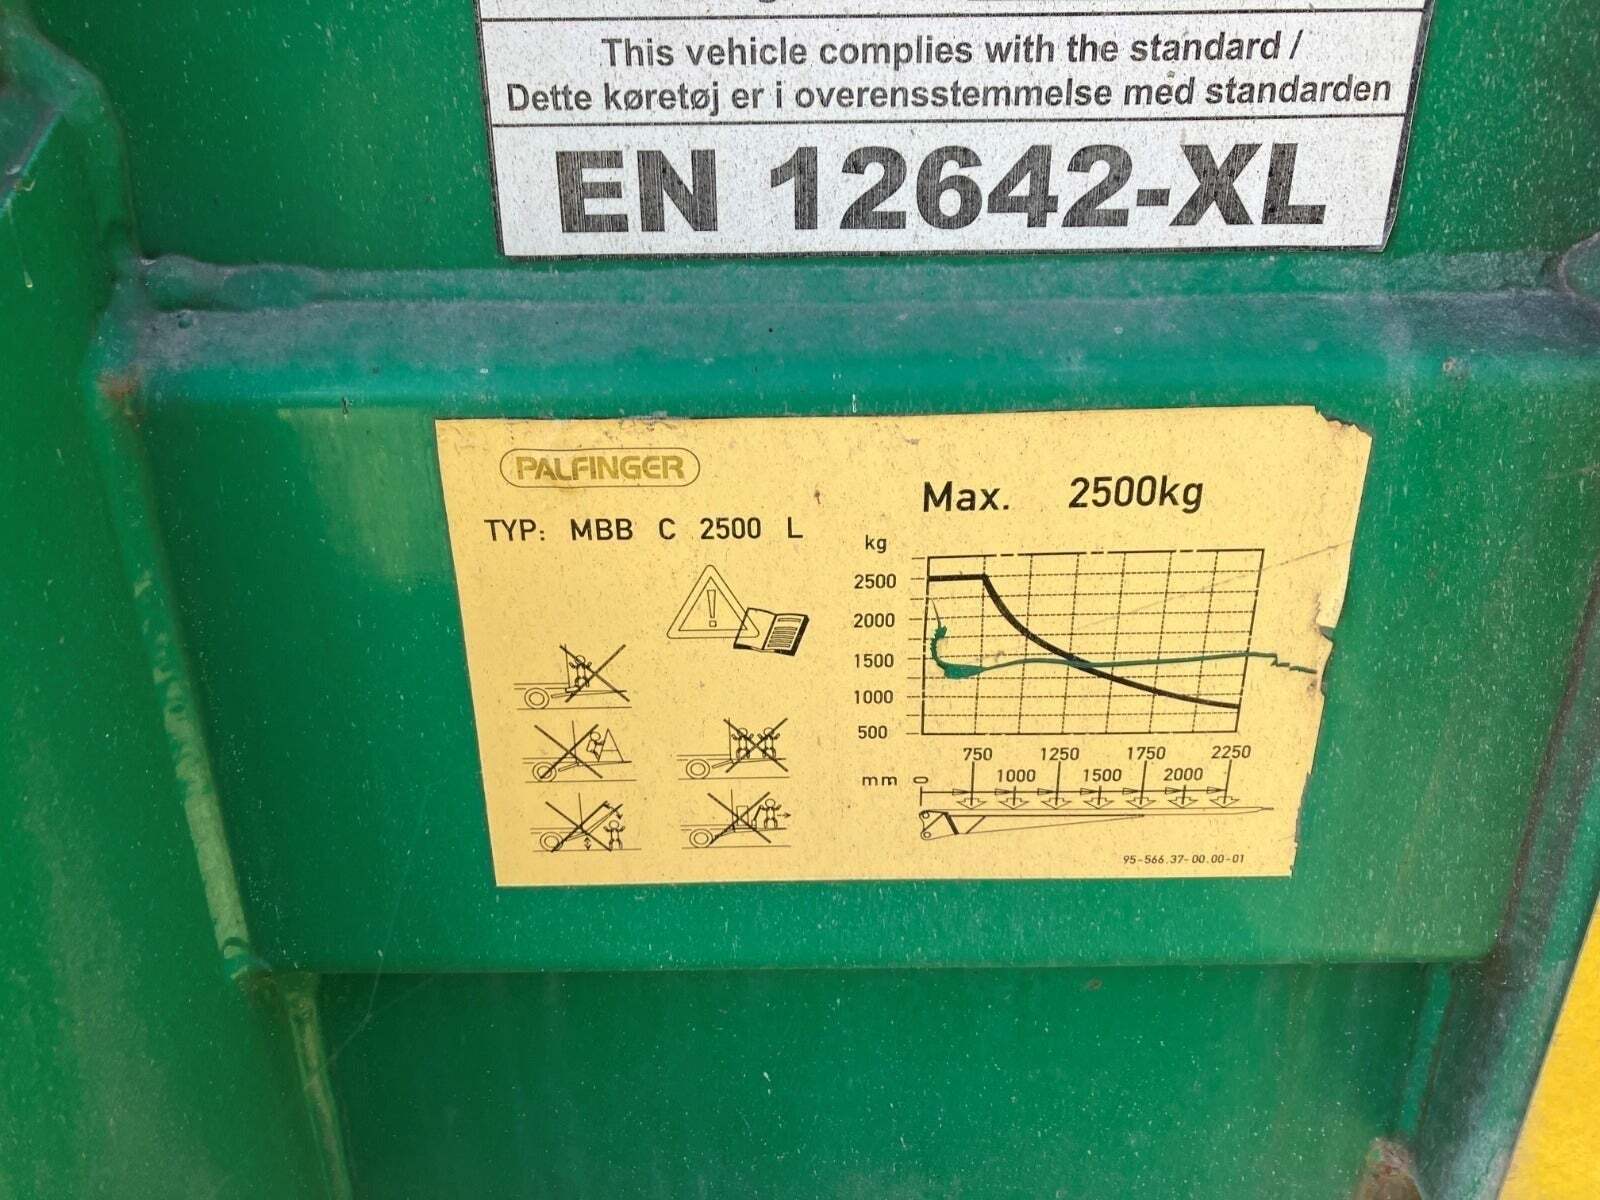 This vehicle complies with the standard /
Dette køretøj er i overensstemmelse med standarden
EN 12642-XL
PALFINGER
TYP: MBB C 2500 L
Max. 2500kg
kg
2500
2000
1500
1000
500
750 1250 1750 2250
mm 0 1000 1500 2000
95-566.37-00.00-01